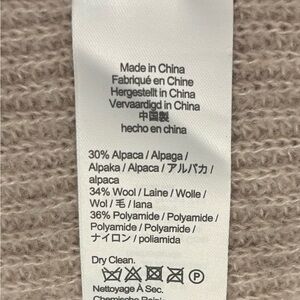 Made in China
Fabriqué en Chine
Hergestellt in China
Vervaardigd in China
中国製
hecho en china
30% Alpaca / Alpaga /
Alpaka / Alpaca / アルパカ /
alpaca
34% Wool / Laine / Wolle /
Wol / 毛 / lana
36% Polyamide / Polyamide /
Polyamide / Polyamide /
ナイロン / poliamida
Dry Clean.
P
Nettoyage À Sec.